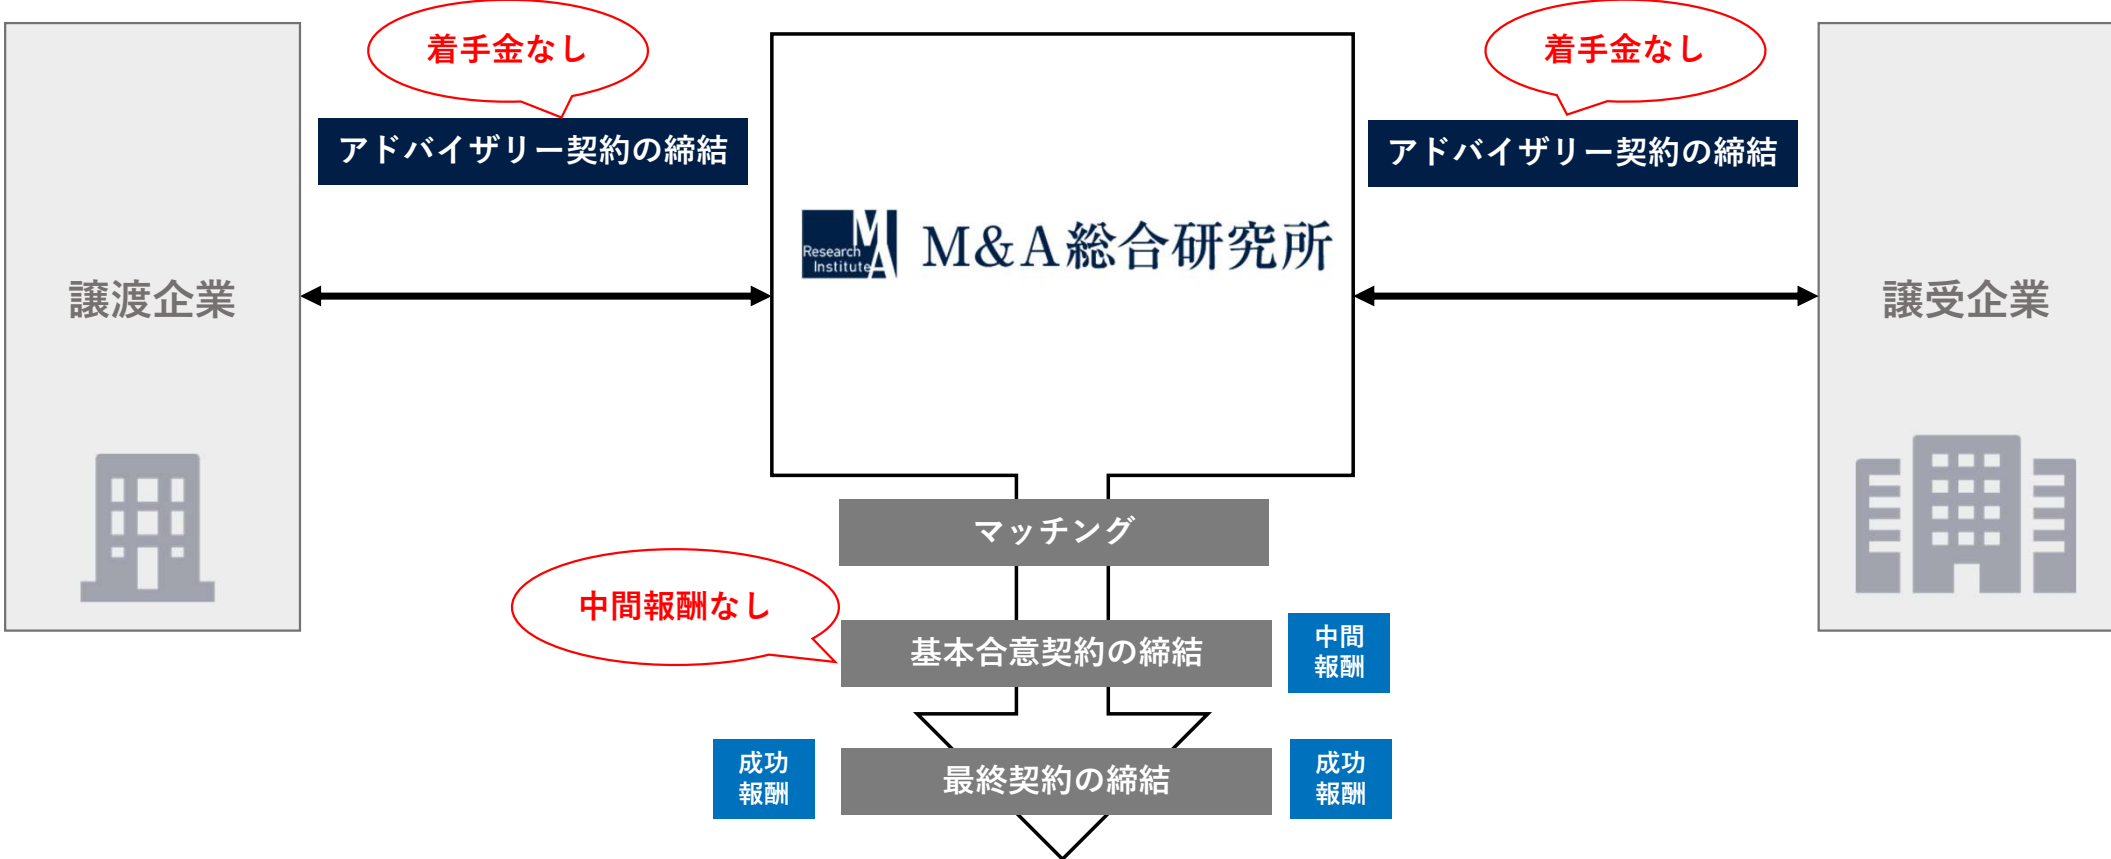 着手金なし
着手金なし
アドバイザリー契約の締結
アドバイザリー契約の締結
MA
Research
Institute
M&A総合研究所
譲渡企業
譲受企業
マッチング
中間報酬なし
基本合意契約の締結
中間
報酬
成功
報酬
最終契約の締結
成功
報酬